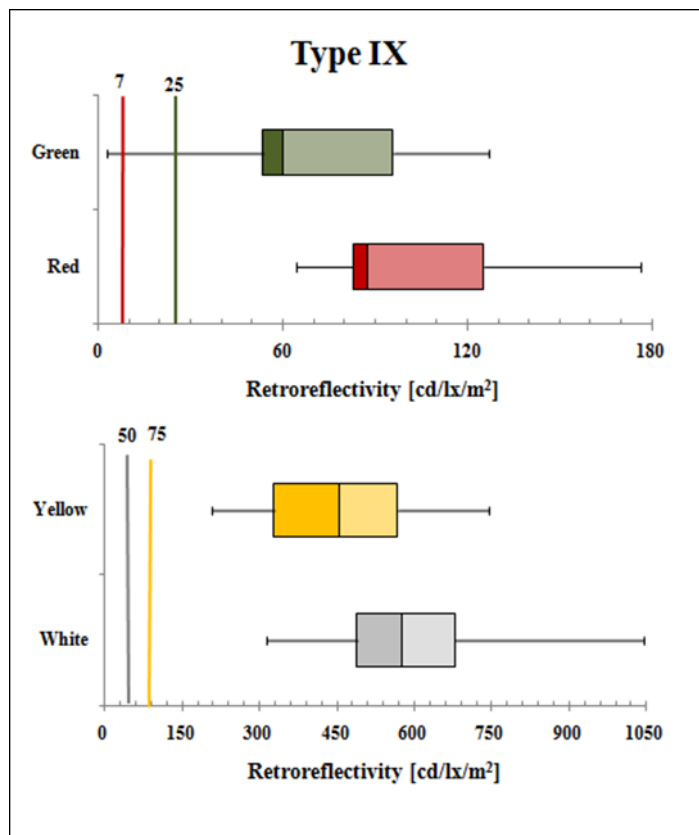 Type IX
7 25
Green
Red
0 60 120 180
Retroreflectivity [cd/lx/m²]
50 75
Yellow
White
0 150 300 450 600 750 900 1050
Retroreflectivity [cd/lx/m²]